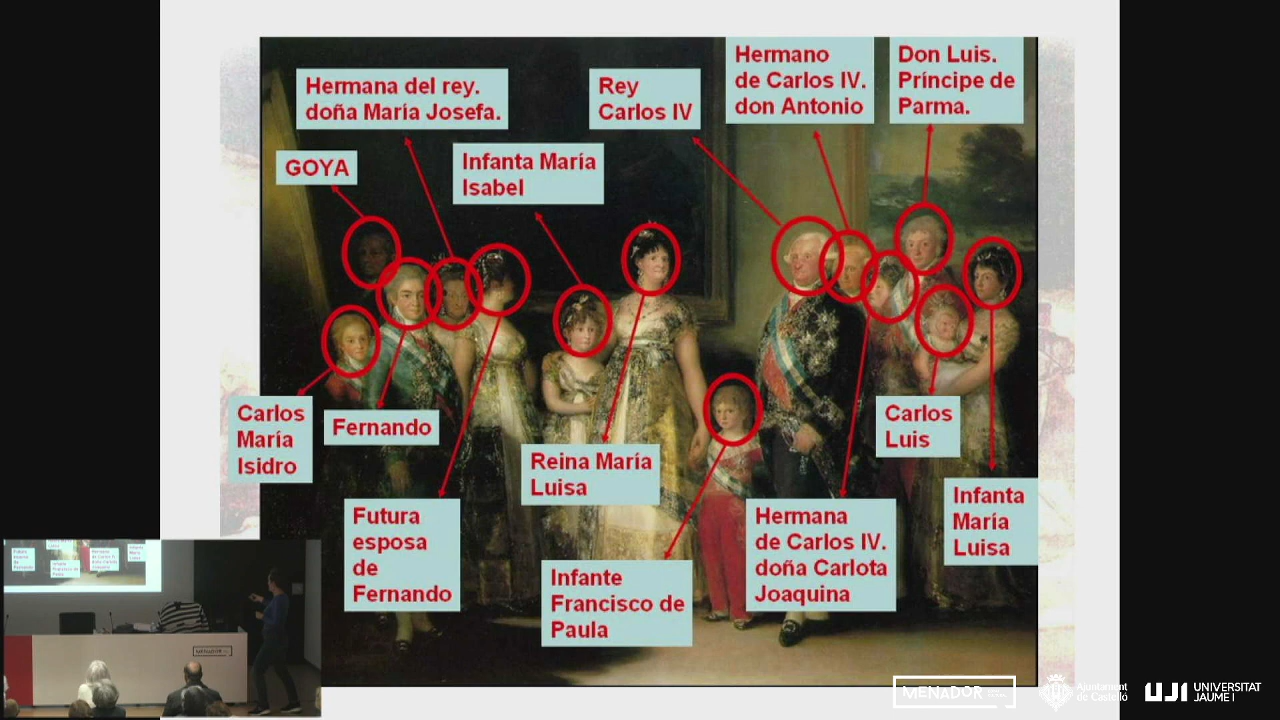 Hermana del rey.
doña María Josefa.
Rey
Carlos IV
Hermano
de Carlos IV.
don Antonio
Don Luis.
Príncipe de
Parma.
GOYA
Infanta María
Isabel
Carlos
María
Isidro
Fernando
Reina María
Luisa
Carlos
Luis
Futura
esposa
de
Fernando
Infante
Francisco de
Paula
Hermana
de Carlos IV.
doña Carlota
Joaquina
Infanta
María
Luisa
MENADOR
MENADOR
Ajuntament
de Castelló
UJI UNIVERSITAT
JAUME I